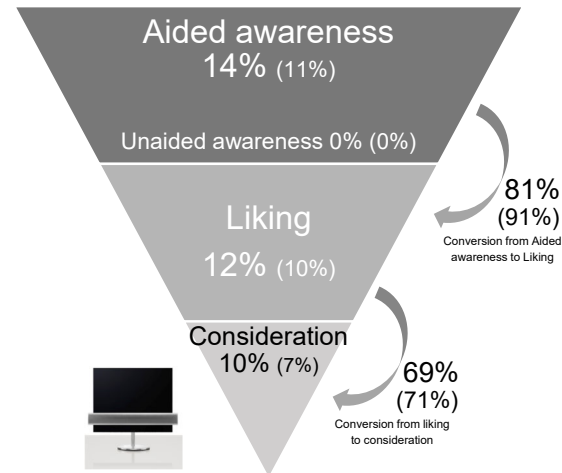 Aided awareness
14% (11%)
Unaided awareness 0% (0%)
81%
(91%)
Conversion from Aided
awareness to Liking
Liking
12% (10%)
Consideration
10% (7%)
69%
(71%)
Conversion from liking
to consideration